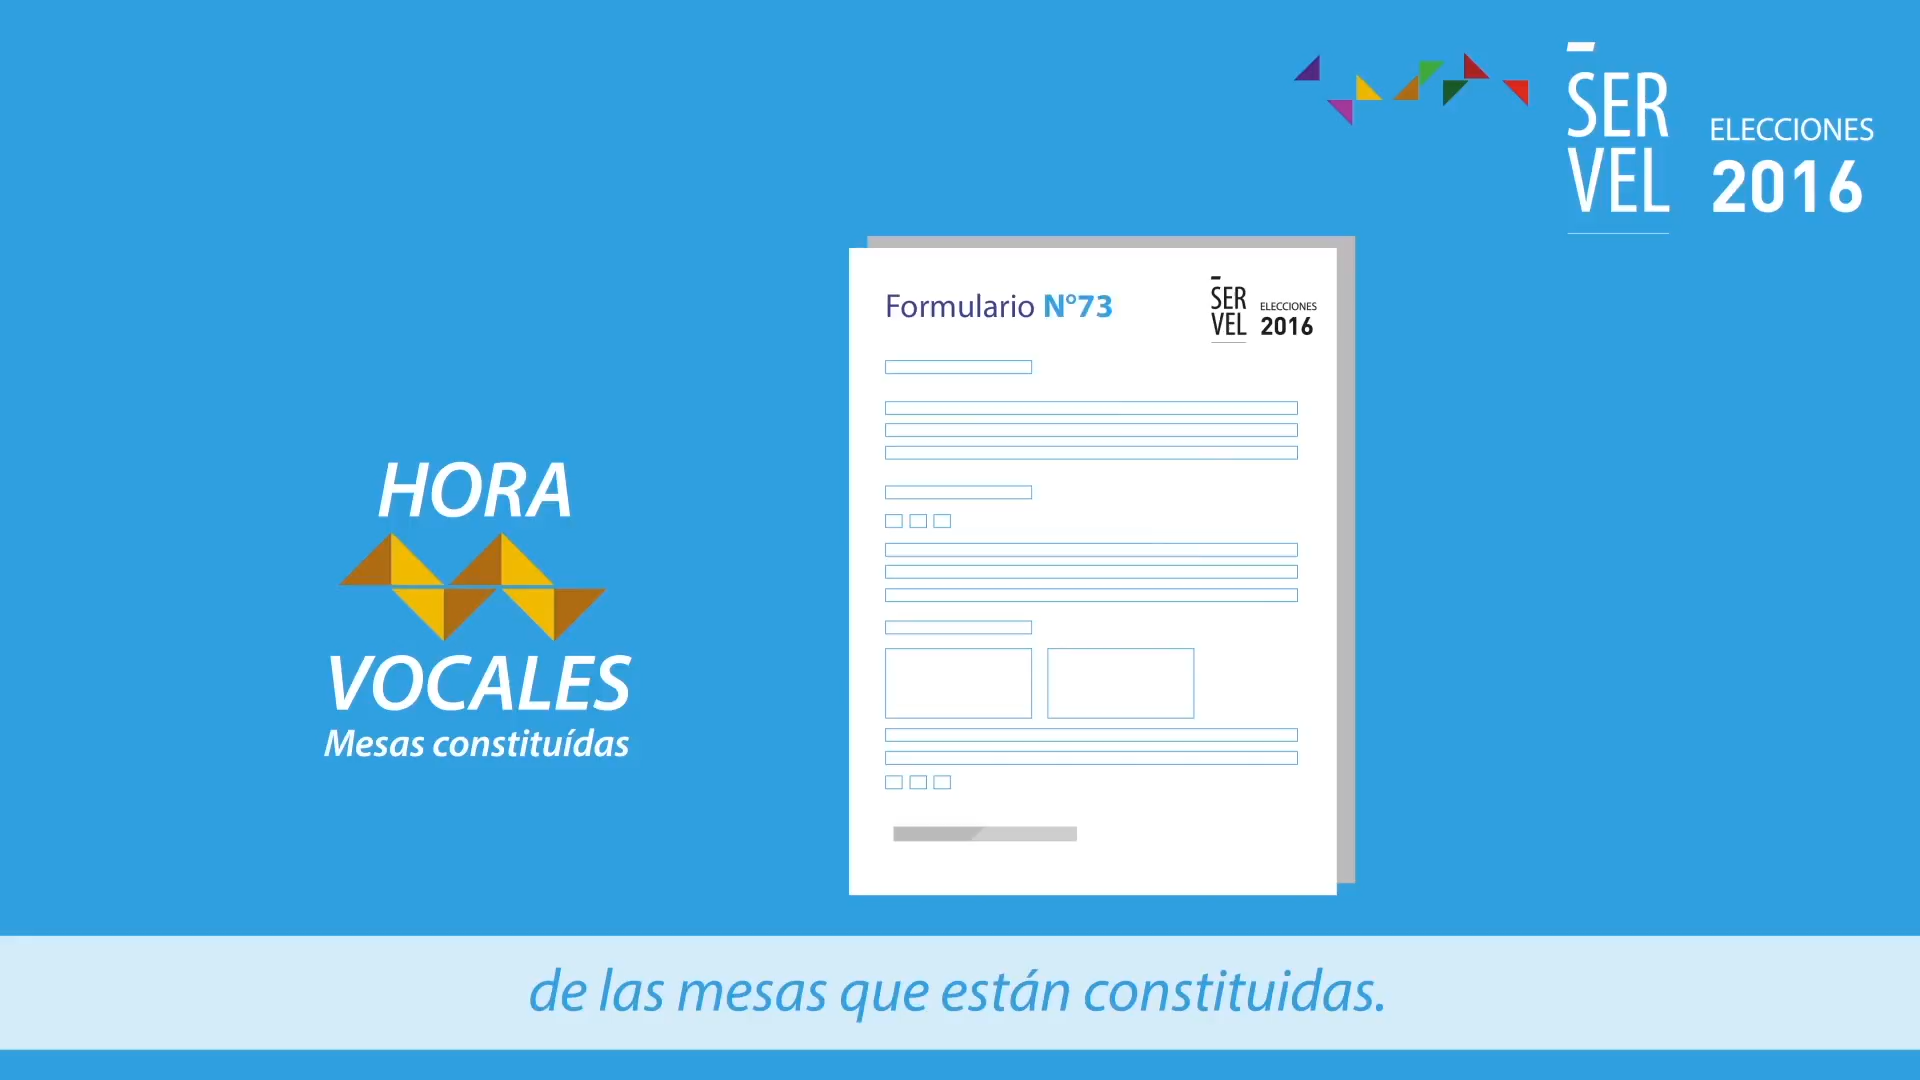 SER
VEL
ELECCIONES
2016
Formulario N°73
SER
VEL
ELECCIONES
2016
HORA
VOCALES
Mesas constituídas
de las mesas que están constituidas.